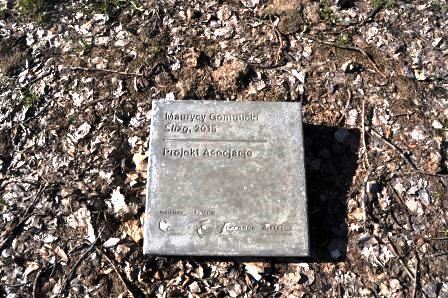 Maurycy Gomulicki
Ślizg, 2015
Projekt Asocjacje